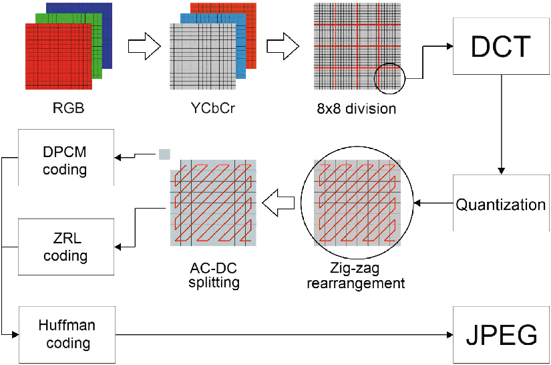 DCT
RGB
YCbCr
8x8 division
DPCM
coding
Quantization
ZRL
coding
AC-DC
splitting
Zig-zag
rearrangement
Huffman
coding
JPEG